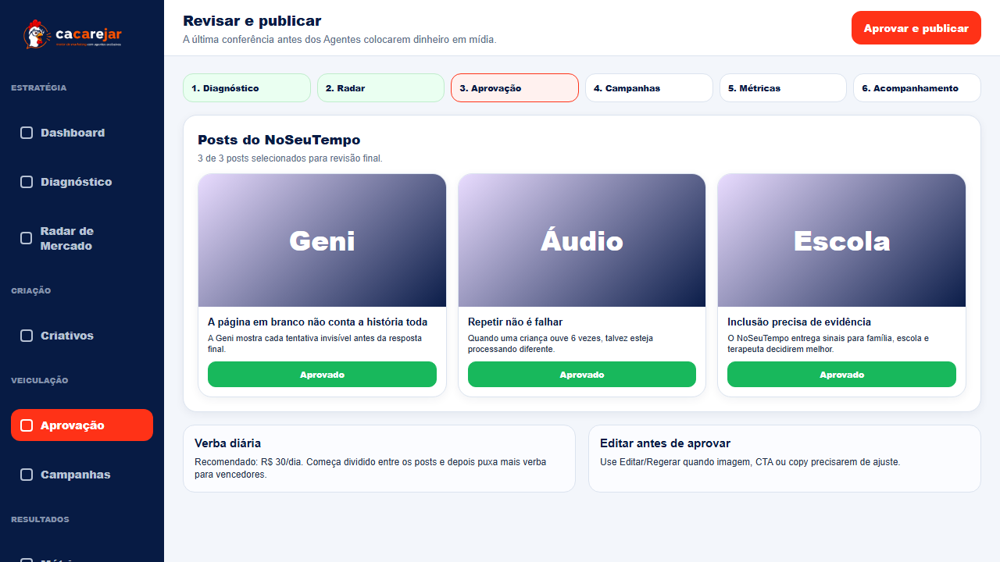 cacarejar
motor de marketing com agentes exclusivos
ESTRATÉGIA
Dashboard
Diagnóstico
Radar de
Mercado
CRIAÇÃO
Criativos
VEICULAÇÃO
Aprovação
Campanhas
RESULTADOS
Revisar e publicar
A última conferência antes dos Agentes colocarem dinheiro em mídia.
Aprovar e publicar
1. Diagnóstico
2. Radar
3. Aprovação
4. Campanhas
5. Métricas
6. Acompanhamento
Posts do NoSeuTempo
3 de 3 posts selecionados para revisão final.
Geni
A página em branco não conta a história toda
A Geni mostra cada tentativa invisível antes da resposta
final.
Aprovado
Áudio
Repetir não é falhar
Quando uma criança ouve 6 vezes, talvez esteja
processando diferente.
Aprovado
Escola
Inclusão precisa de evidência
O NoSeuTempo entrega sinais para família, escola e
terapeuta decidirem melhor.
Aprovado
Verba diária
Recomendado: R$ 30/dia. Começa dividido entre os posts e depois puxa mais verba
para vencedores.
Editar antes de aprovar
Use Editar/Regerar quando imagem, CTA ou copy precisarem de ajuste.